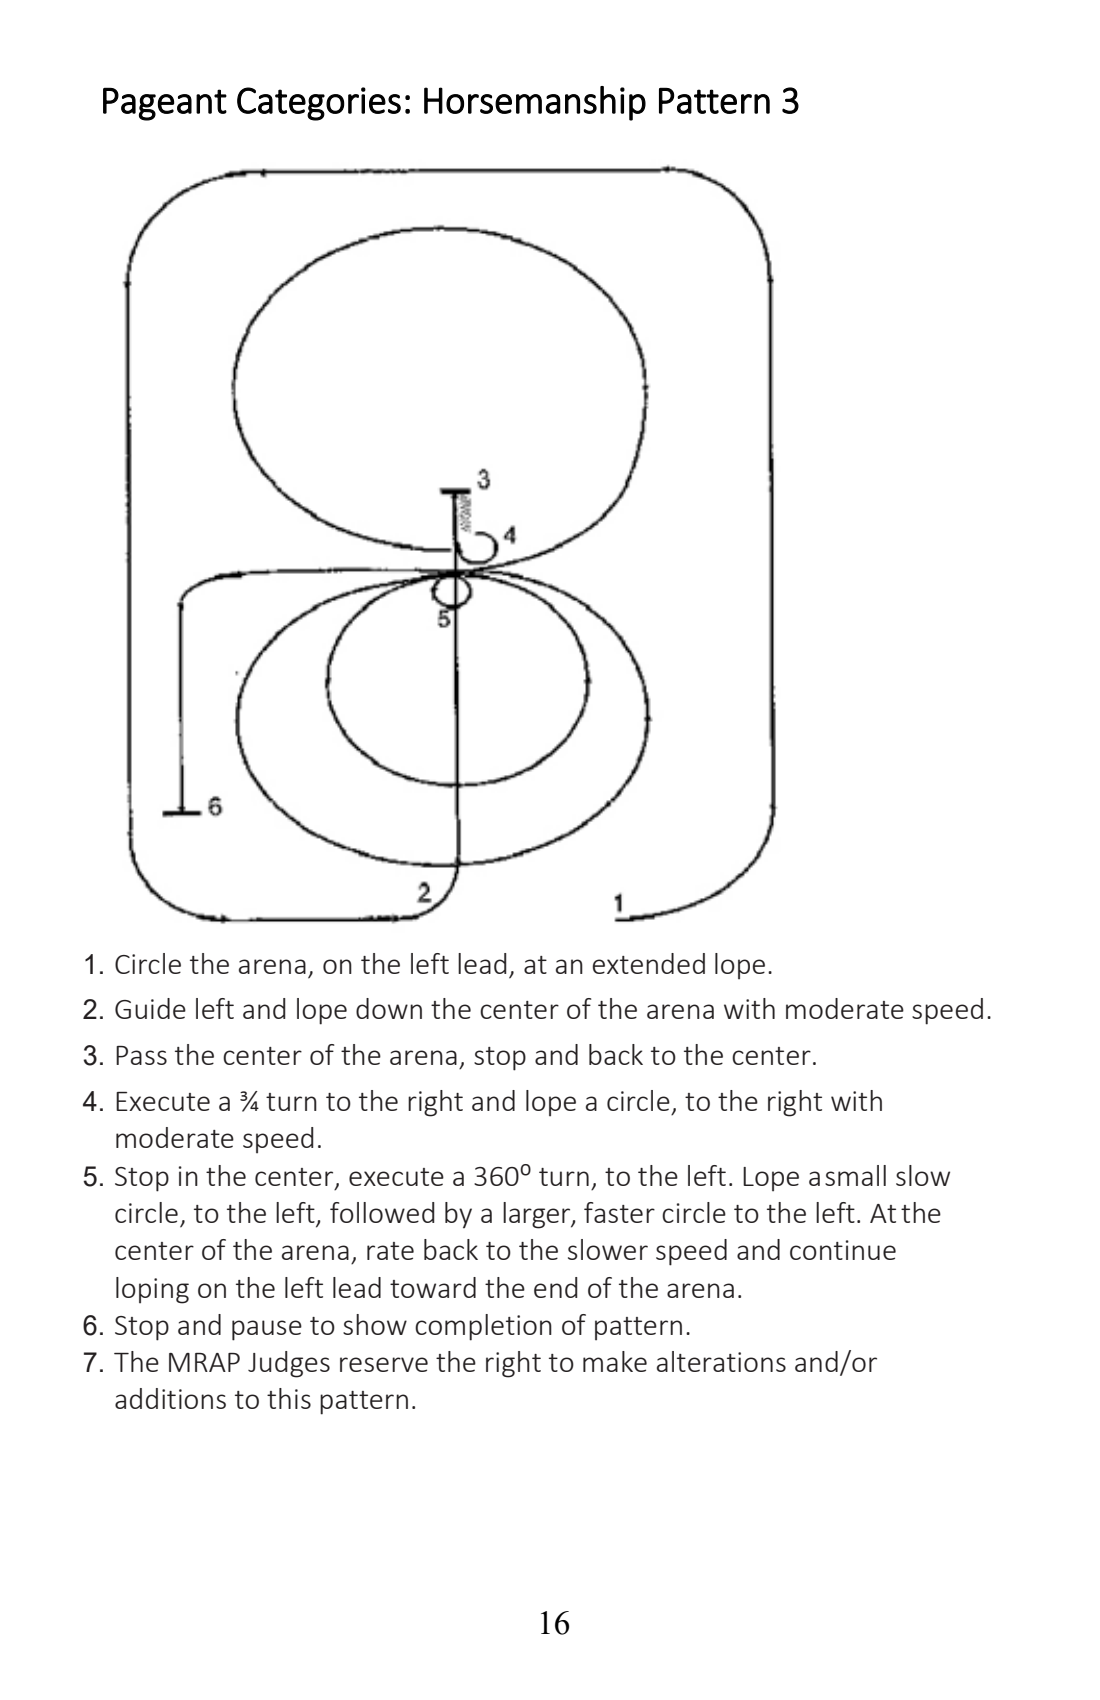 Pageant Categories: Horsemanship Pattern 3
3
4
5
6
2
1
1. Circle the arena, on the left lead, at an extended lope.
2. Guide left and lope down the center of the arena with moderate speed.
3. Pass the center of the arena, stop and back to the center.
4. Execute a ¾ turn to the right and lope a circle, to the right with
moderate speed.
5. Stop in the center, execute a 360º turn, to the left. Lope a small slow
circle, to the left, followed by a larger, faster circle to the left. At the
center of the arena, rate back to the slower speed and continue
loping on the left lead toward the end of the arena.
6. Stop and pause to show completion of pattern.
7. The MRAP Judges reserve the right to make alterations and/or
additions to this pattern.
16